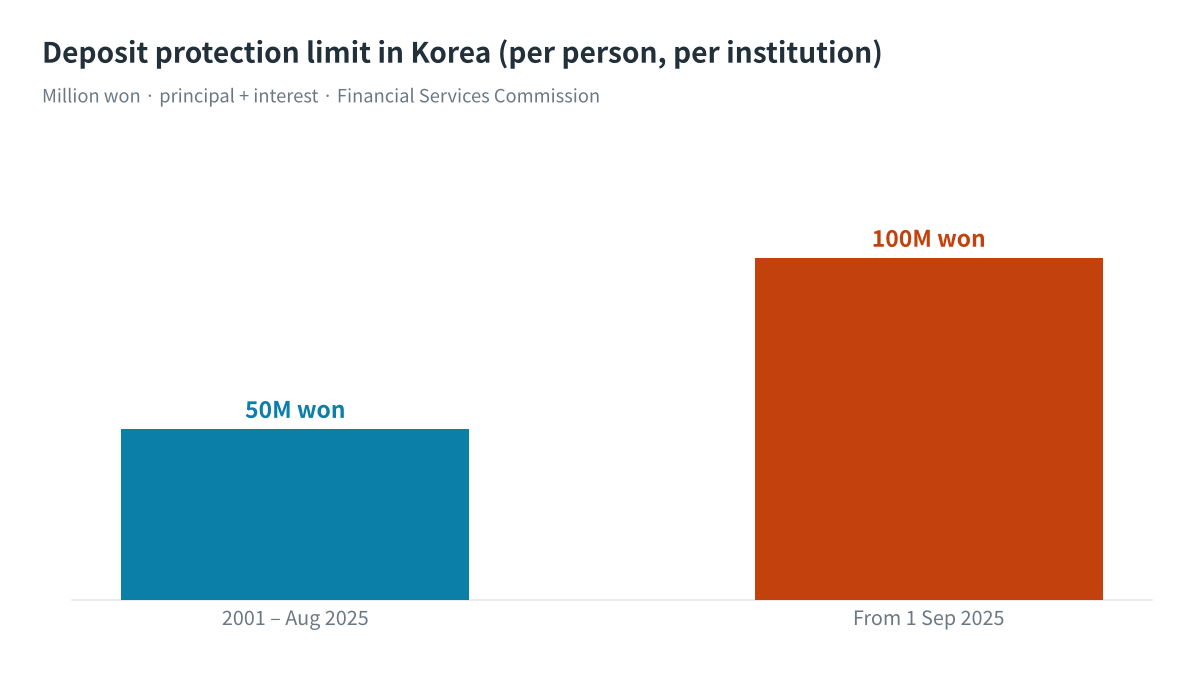 Deposit protection limit in Korea (per person, per institution)
Million won · principal + interest · Financial Services Commission
100M won
50M won
2001 – Aug 2025
From 1 Sep 2025